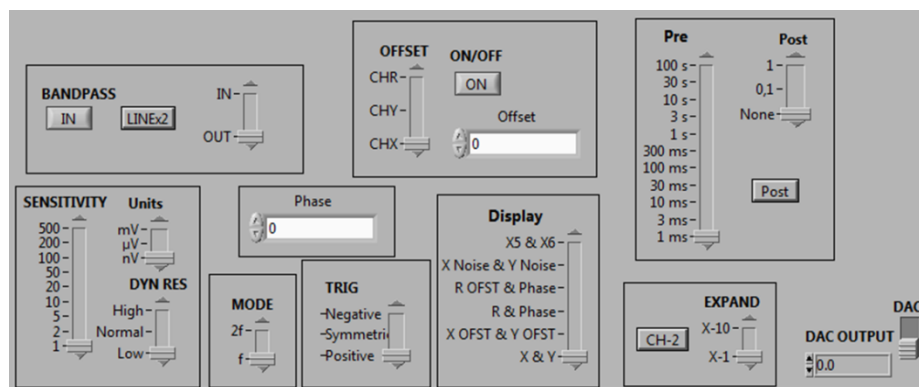 BANDPASS
IN
LINEx2
IN
OUT
OFFSET
ON/OFF
CHR
CHY
CHX
ON
Offset
0
Pre
Post
100 s
30 s
10 s
3 s
1 s
300 ms
100 ms
30 ms
10 ms
3 ms
1 ms
1
0,1
None
Post
SENSITIVITY
Units
500
200
100
50
20
10
5
2
1
mV
µV
nV
DYN RES
High
Normal
Low
Phase
0
MODE
2f
f
TRIG
Negative
Symmetric
Positive
Display
X5 & X6
X Noise & Y Noise
R OFST & Phase
R & Phase
X OFST & Y OFST
X & Y
EXPAND
CH-2
X-10
X-1
DAC
DAC OUTPUT
0.0